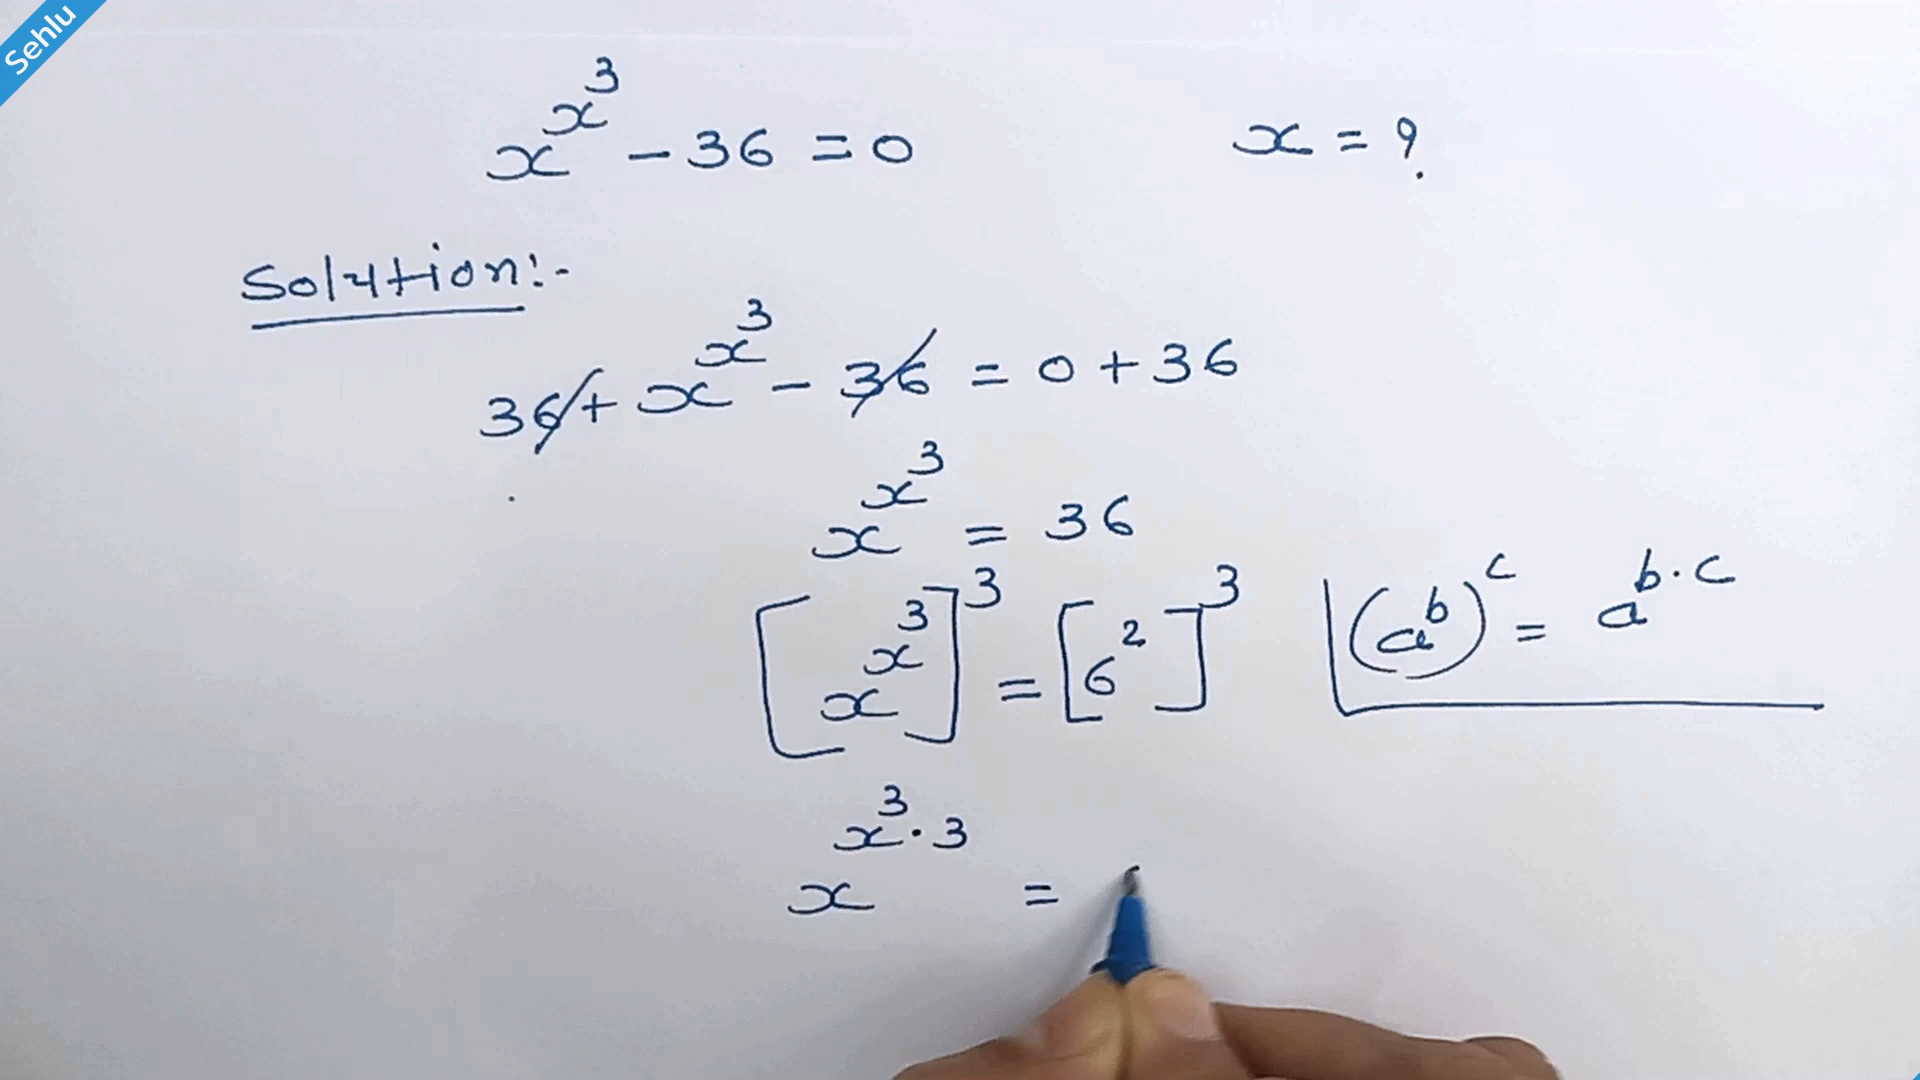 Sehlu
x^{x^3} - 36 = 0    x = ?
Solution:-
36 + x^{x^3} - 36 = 0 + 36
x^{x^3} = 36
[x^{x^3}]^3 = [6^2]^3    (a^b)^c = a^{b·c}
x^{x^3·3} =